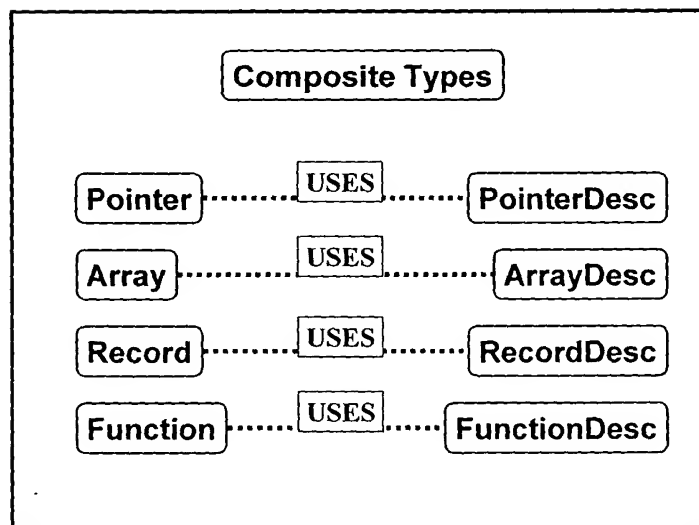 Composite Types
Pointer USES PointerDesc
Array USES ArrayDesc
Record USES RecordDesc
Function USES FunctionDesc